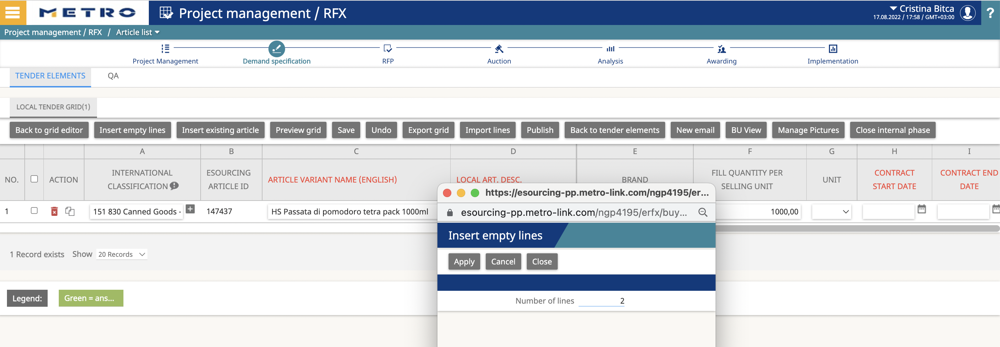 METRO
Project management / RFX
Cristina Bitca
17.08.2022 / 17:58 / GMT+03:00
?
Project management / RFX / Article list
Project Management
Demand specification
RFP
Auction
Analysis
Awarding
Implementation
TENDER ELEMENTS
QA
LOCAL TENDER GRID(1)
Back to grid editor
Insert empty lines
Insert existing article
Preview grid
Save
Undo
Export grid
Import lines
Publish
Back to tender elements
New email
BU View
Manage Pictures
Close internal phase
A
B
C
D
E
F
G
H
I
NO.
ACTION
INTERNATIONAL
CLASSIFICATION
ESOURCING
ARTICLE ID
ARTICLE VARIANT NAME (ENGLISH)
LOCAL ART. DESC.
BRAND
FILL QUANTITY PER
SELLING UNIT
UNIT
CONTRACT
START DATE
CONTRACT END
DATE
1
151 830 Canned Goods -
147437
HS Passata di pomodoro tetra pack 1000ml
1000,00
https://esourcing-pp.metro-link.com/ngp4195/er...
esourcing-pp.metro-link.com/ngp4195/erfx/buy...
Insert empty lines
Apply
Cancel
Close
Number of lines 2
1 Record exists Show 20 Records
Legend:
Green = ans...